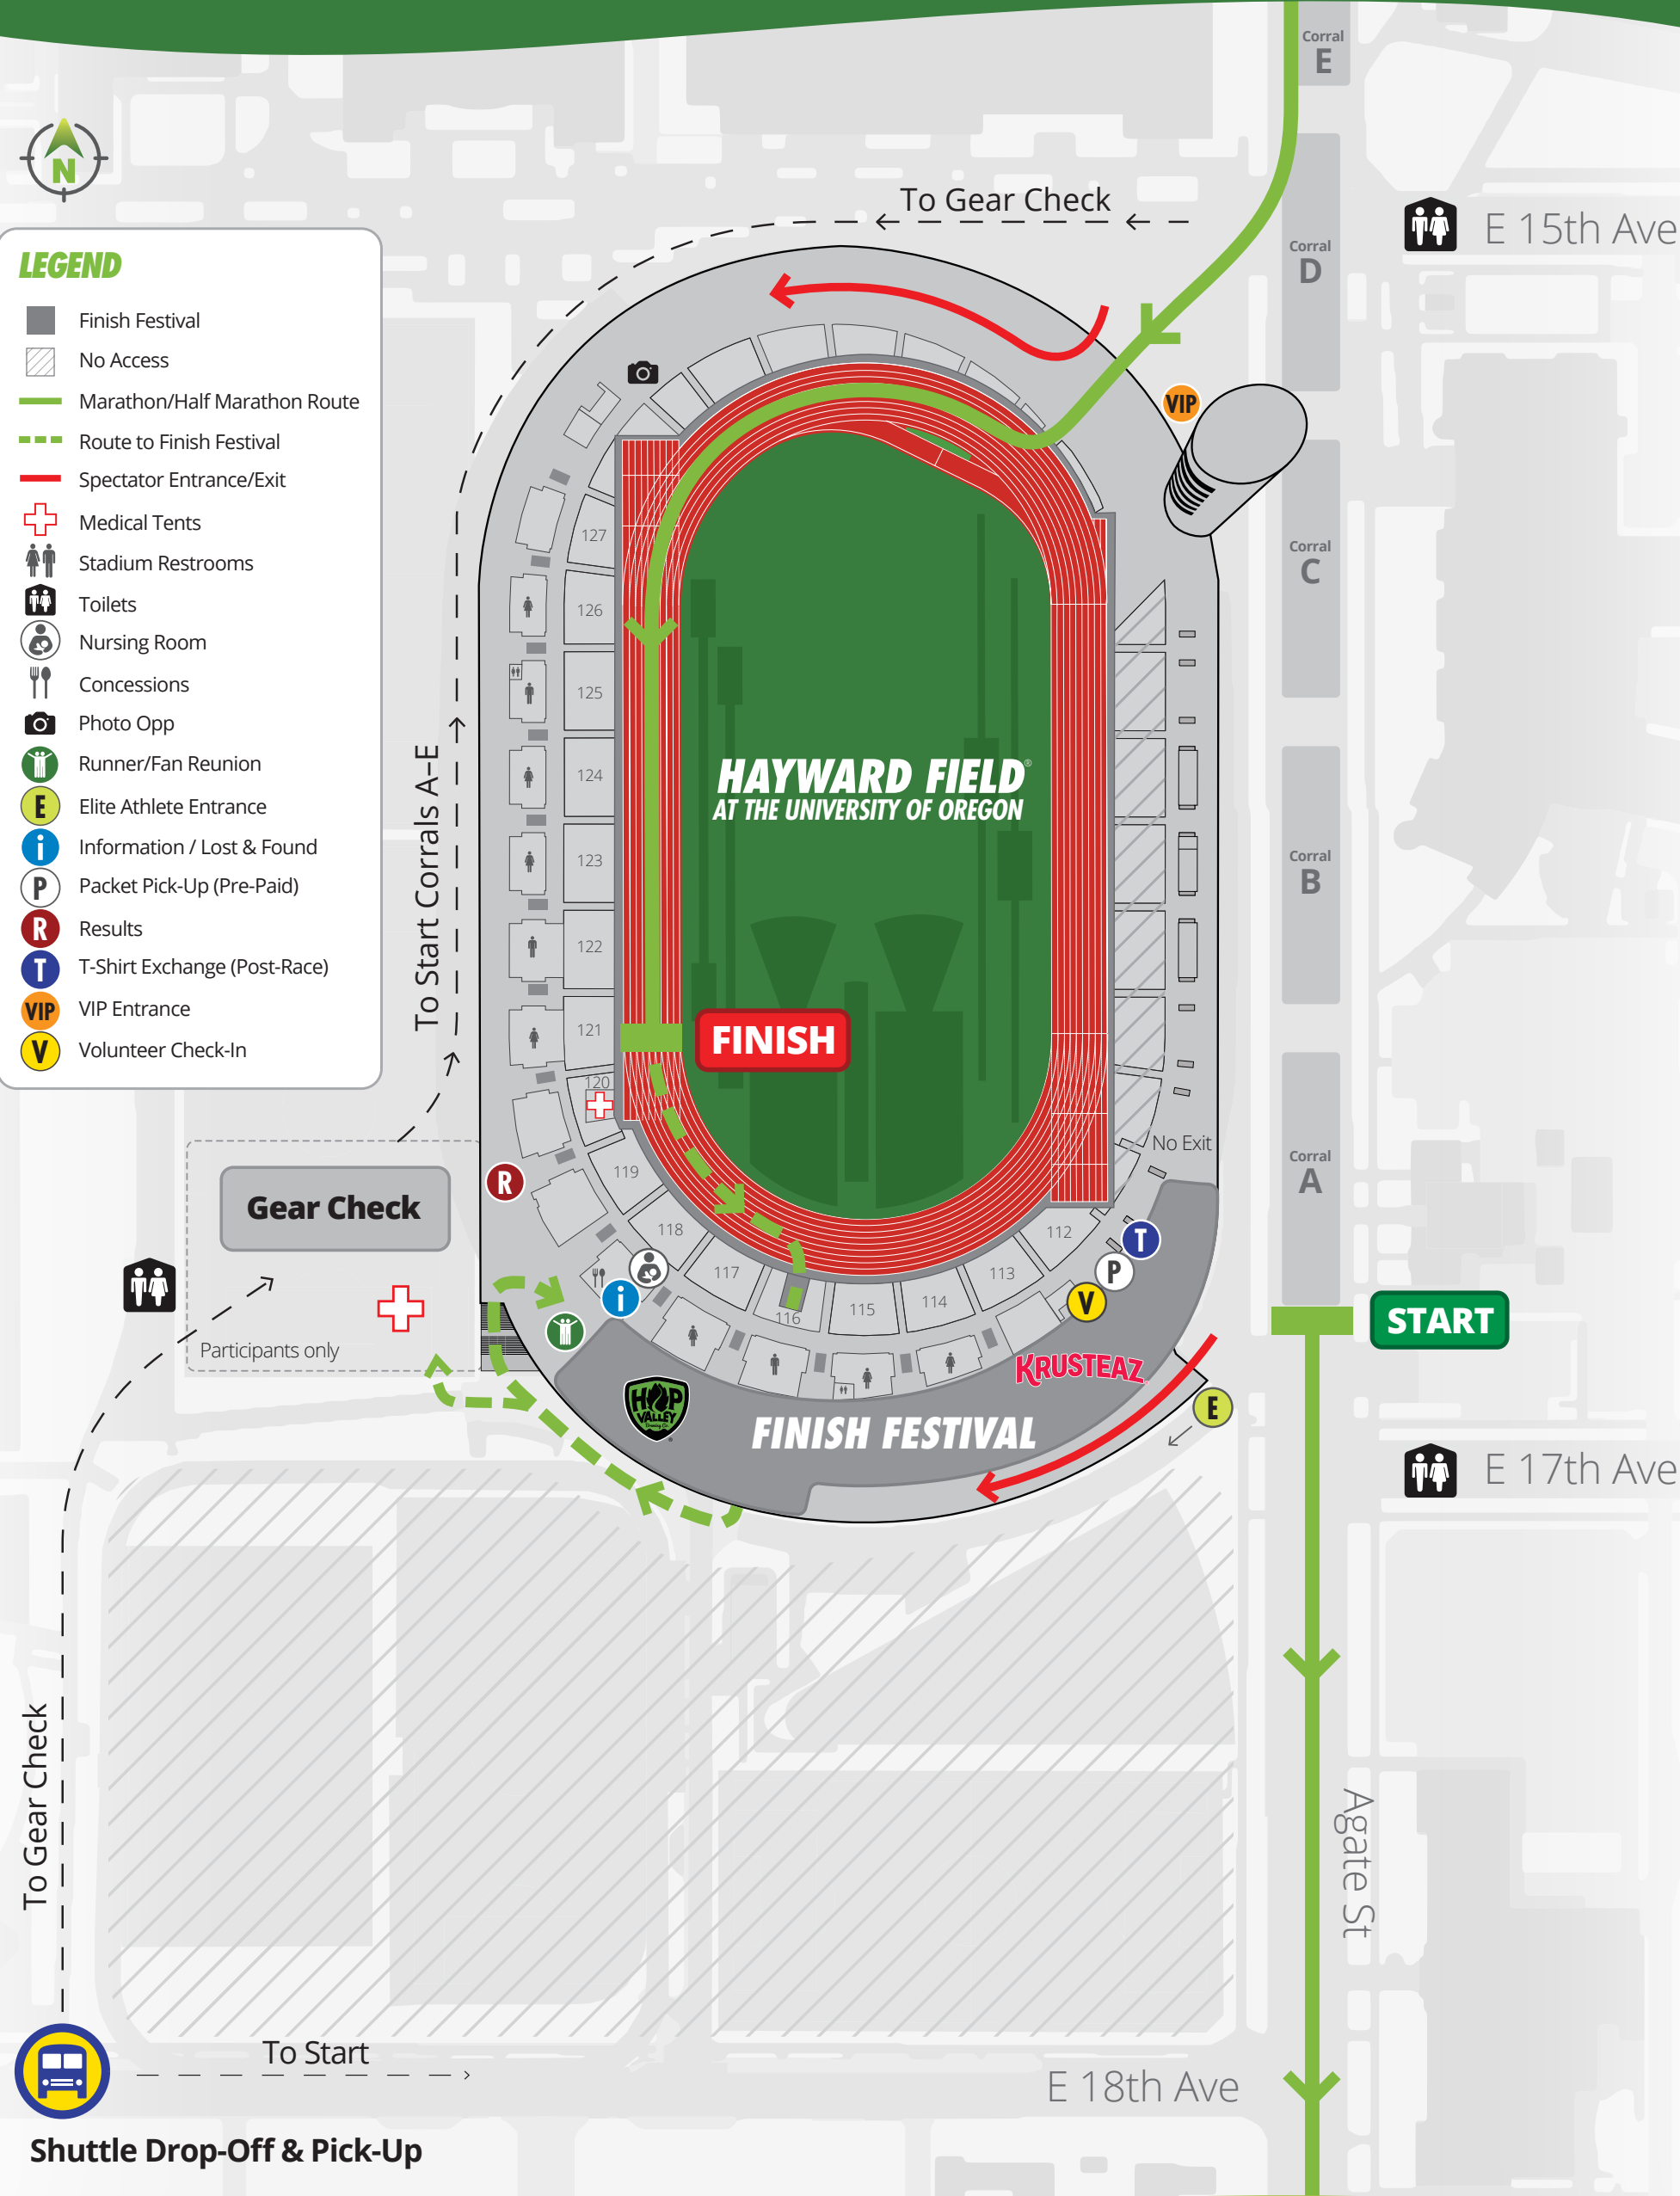 Corral
E
N
To Gear Check
E 15th Ave
Corral
D
LEGEND
Finish Festival
No Access
Marathon/Half Marathon Route
Route to Finish Festival
Spectator Entrance/Exit
Medical Tents
Stadium Restrooms
Toilets
Nursing Room
Concessions
Photo Opp
Runner/Fan Reunion
E Elite Athlete Entrance
i Information / Lost & Found
P Packet Pick-Up (Pre-Paid)
R Results
T T-Shirt Exchange (Post-Race)
VIP VIP Entrance
V Volunteer Check-In
VIP
127
126
125
124
123
122
121
120
119
118
117
116
115
114
113
112
Corral
C
HAYWARD FIELD®
AT THE UNIVERSITY OF OREGON
To Start Corrals A–E
Corral
B
FINISH
No Exit
Corral
A
R
Gear Check
T
P
V
i
START
Participants only
KRUSTEAZ
HOP
VALLEY
Brewing Co.
FINISH FESTIVAL
E
E 17th Ave
To Gear Check
Agate St
To Start
E 18th Ave
Shuttle Drop-Off & Pick-Up